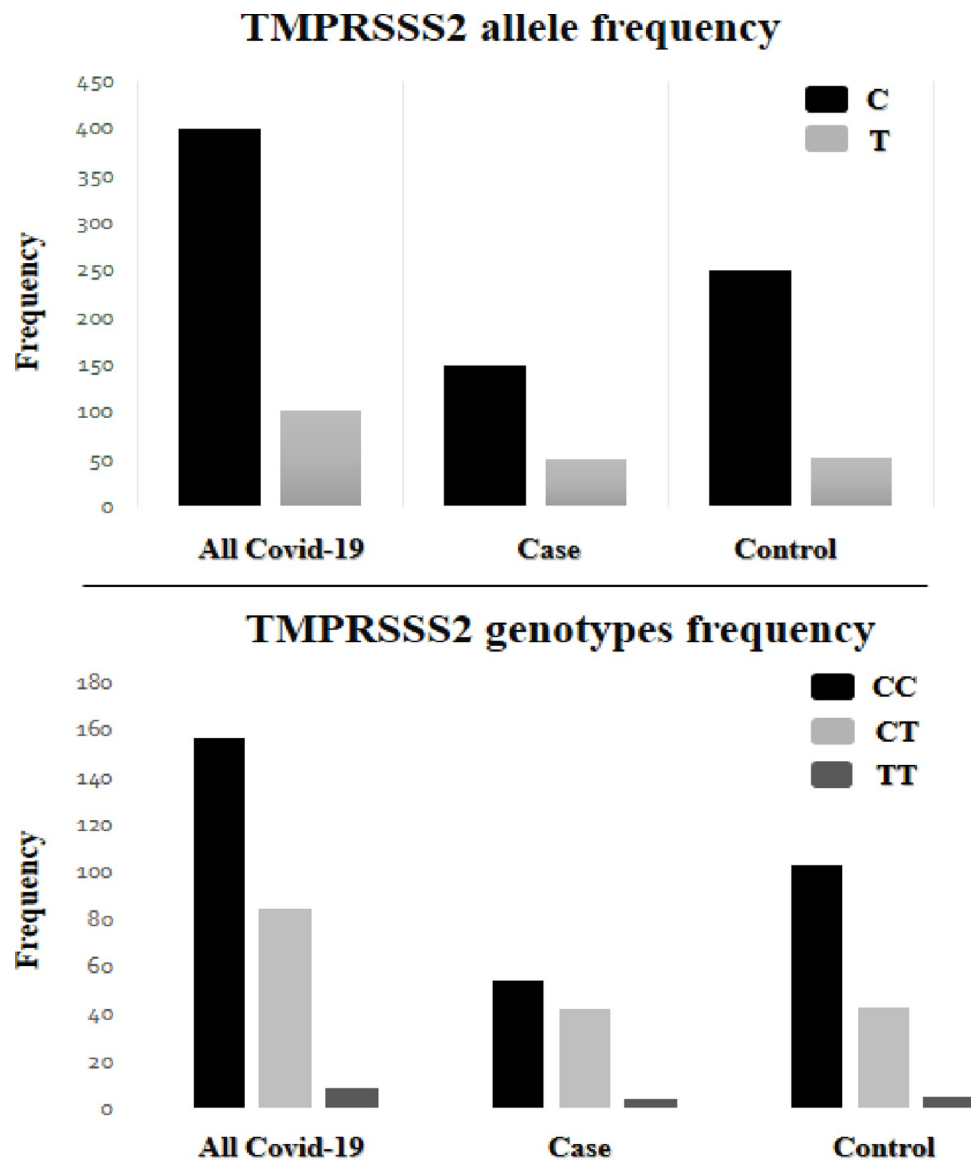 TMPRSSS2 allele frequency
450
400
350
300
250
200
150
100
50
0
Frequency
C
T
All Covid-19 Case Control
TMPRSSS2 genotypes frequency
180
160
140
120
100
80
60
40
20
0
Frequency
CC
CT
TT
All Covid-19 Case Control